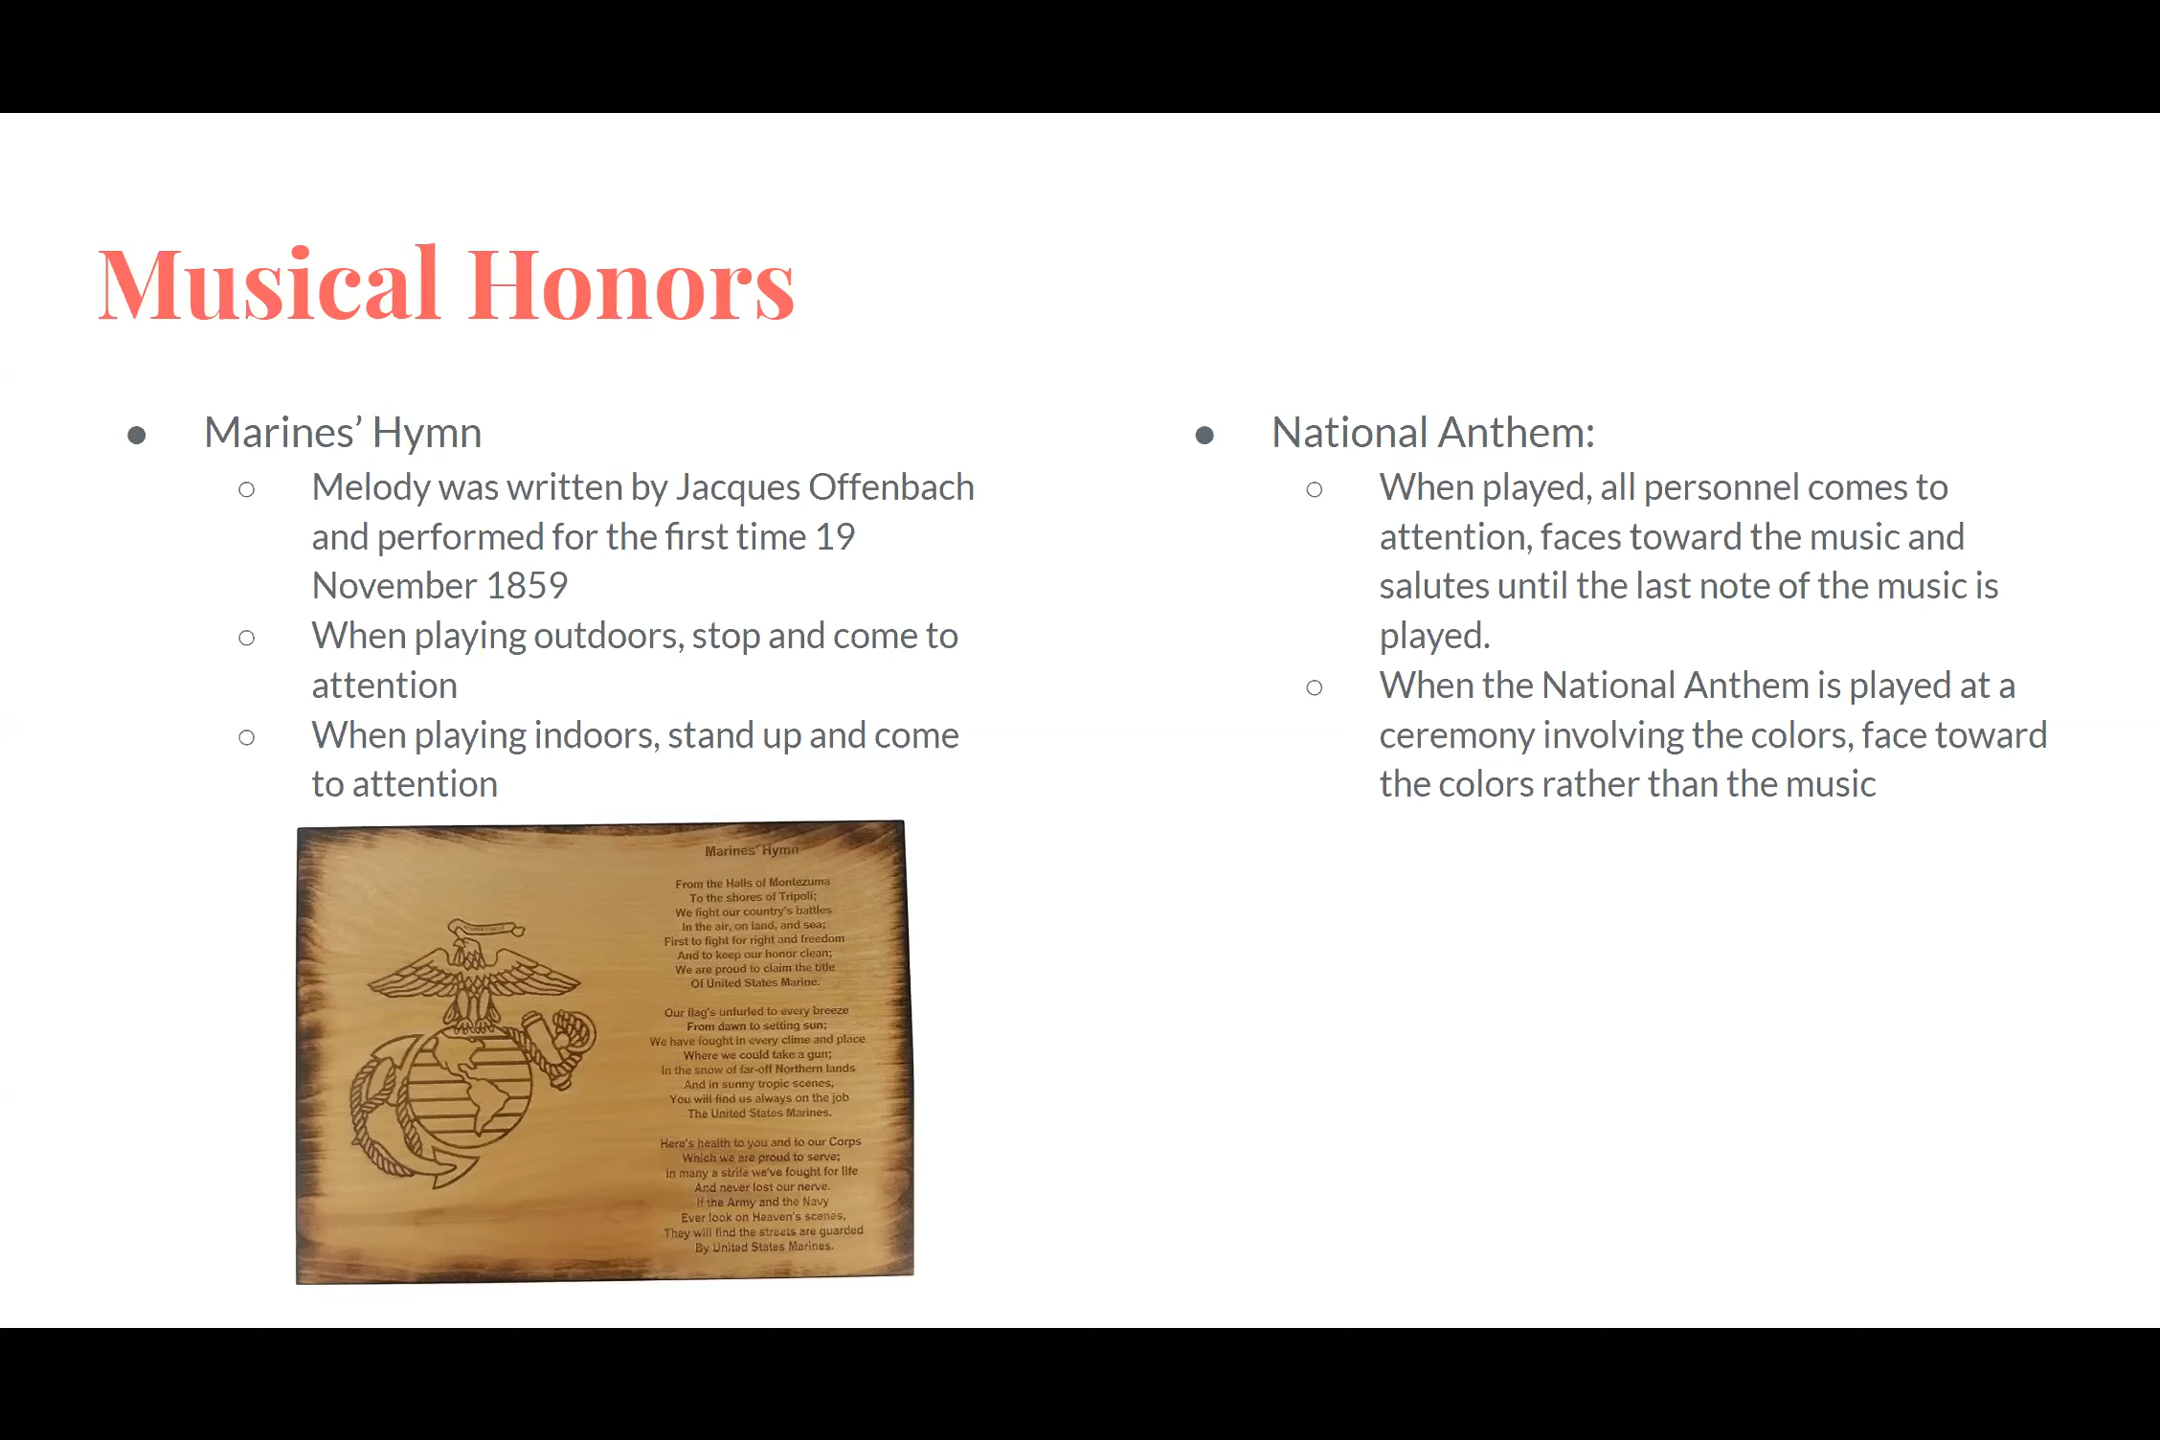 Musical Honors
● Marines’ Hymn
○ Melody was written by Jacques Offenbach
and performed for the first time 19
November 1859
○ When playing outdoors, stop and come to
attention
○ When playing indoors, stand up and come
to attention
Marines' Hymn
From the Halls of Montezuma
To the shores of Tripoli;
We fight our country's battles
In the air, on land, and sea;
First to fight for right and freedom
And to keep our honor clean;
We are proud to claim the title
Of United States Marine.
Our flag's unfurled to every breeze
From dawn to setting sun;
We have fought in every clime and place
Where we could take a gun;
In the snow of far-off Northern lands
And in sunny tropic scenes,
You will find us always on the job
The United States Marines.
Here's health to you and to our Corps
Which we are proud to serve;
In many a strife we've fought for life
And never lost our nerve.
If the Army and the Navy
Ever look on Heaven's scenes,
They will find the streets are guarded
By United States Marines.
● National Anthem:
○ When played, all personnel comes to
attention, faces toward the music and
salutes until the last note of the music is
played.
○ When the National Anthem is played at a
ceremony involving the colors, face toward
the colors rather than the music